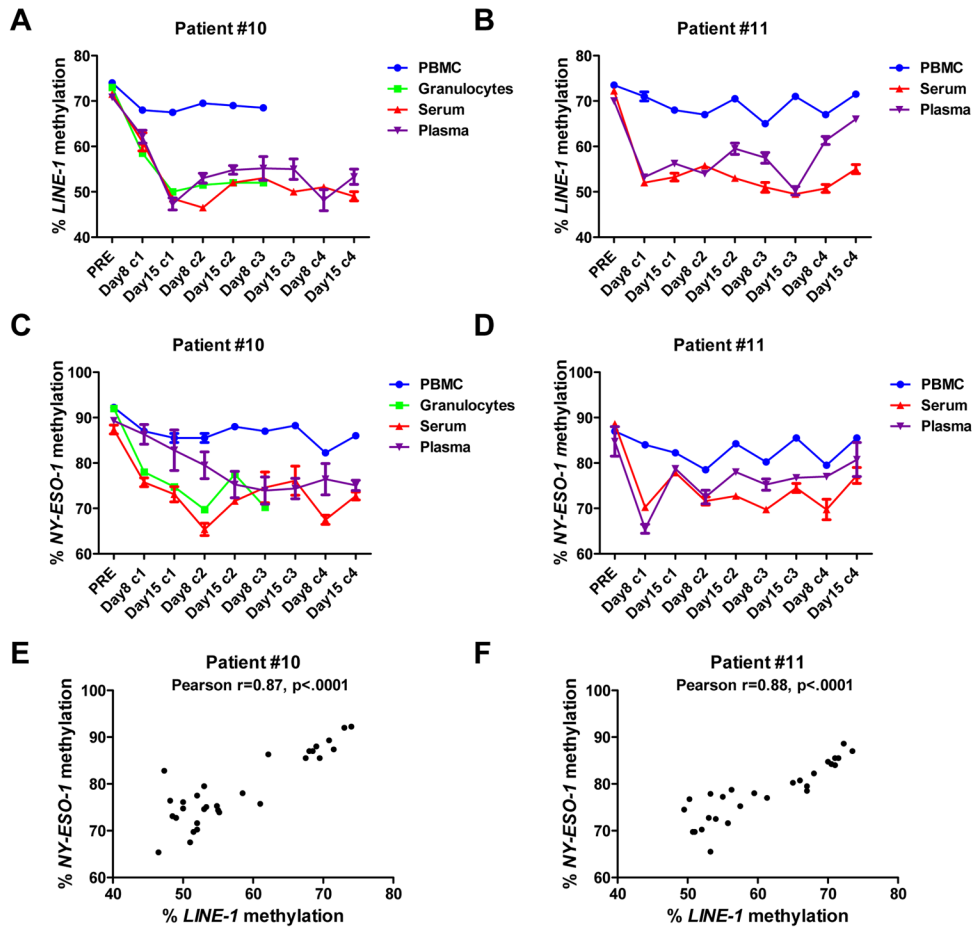 A
Patient #10
% LINE-1 methylation
80
70
60
50
40
PRE
Day8 c1
Day15 c1
Day8 c2
Day15 c2
Day8 c3
Day15 c3
Day8 c4
Day15 c4
PBMC
Granulocytes
Serum
Plasma
B
Patient #11
% LINE-1 methylation
80
70
60
50
40
PRE
Day8 c1
Day15 c1
Day8 c2
Day15 c2
Day8 c3
Day15 c3
Day8 c4
Day15 c4
PBMC
Serum
Plasma
C
Patient #10
% NY-ESO-1 methylation
100
90
80
70
60
PRE
Day8 c1
Day15 c1
Day8 c2
Day15 c2
Day8 c3
Day15 c3
Day8 c4
Day15 c4
PBMC
Granulocytes
Serum
Plasma
D
Patient #11
% NY-ESO-1 methylation
100
90
80
70
60
PRE
Day8 c1
Day15 c1
Day8 c2
Day15 c2
Day8 c3
Day15 c3
Day8 c4
Day15 c4
PBMC
Serum
Plasma
E
Patient #10
Pearson r=0.87, p<.0001
% NY-ESO-1 methylation
100
90
80
70
60
40
50
60
70
80
% LINE-1 methylation
F
Patient #11
Pearson r=0.88, p<.0001
% NY-ESO-1 methylation
100
90
80
70
60
40
50
60
70
80
% LINE-1 methylation